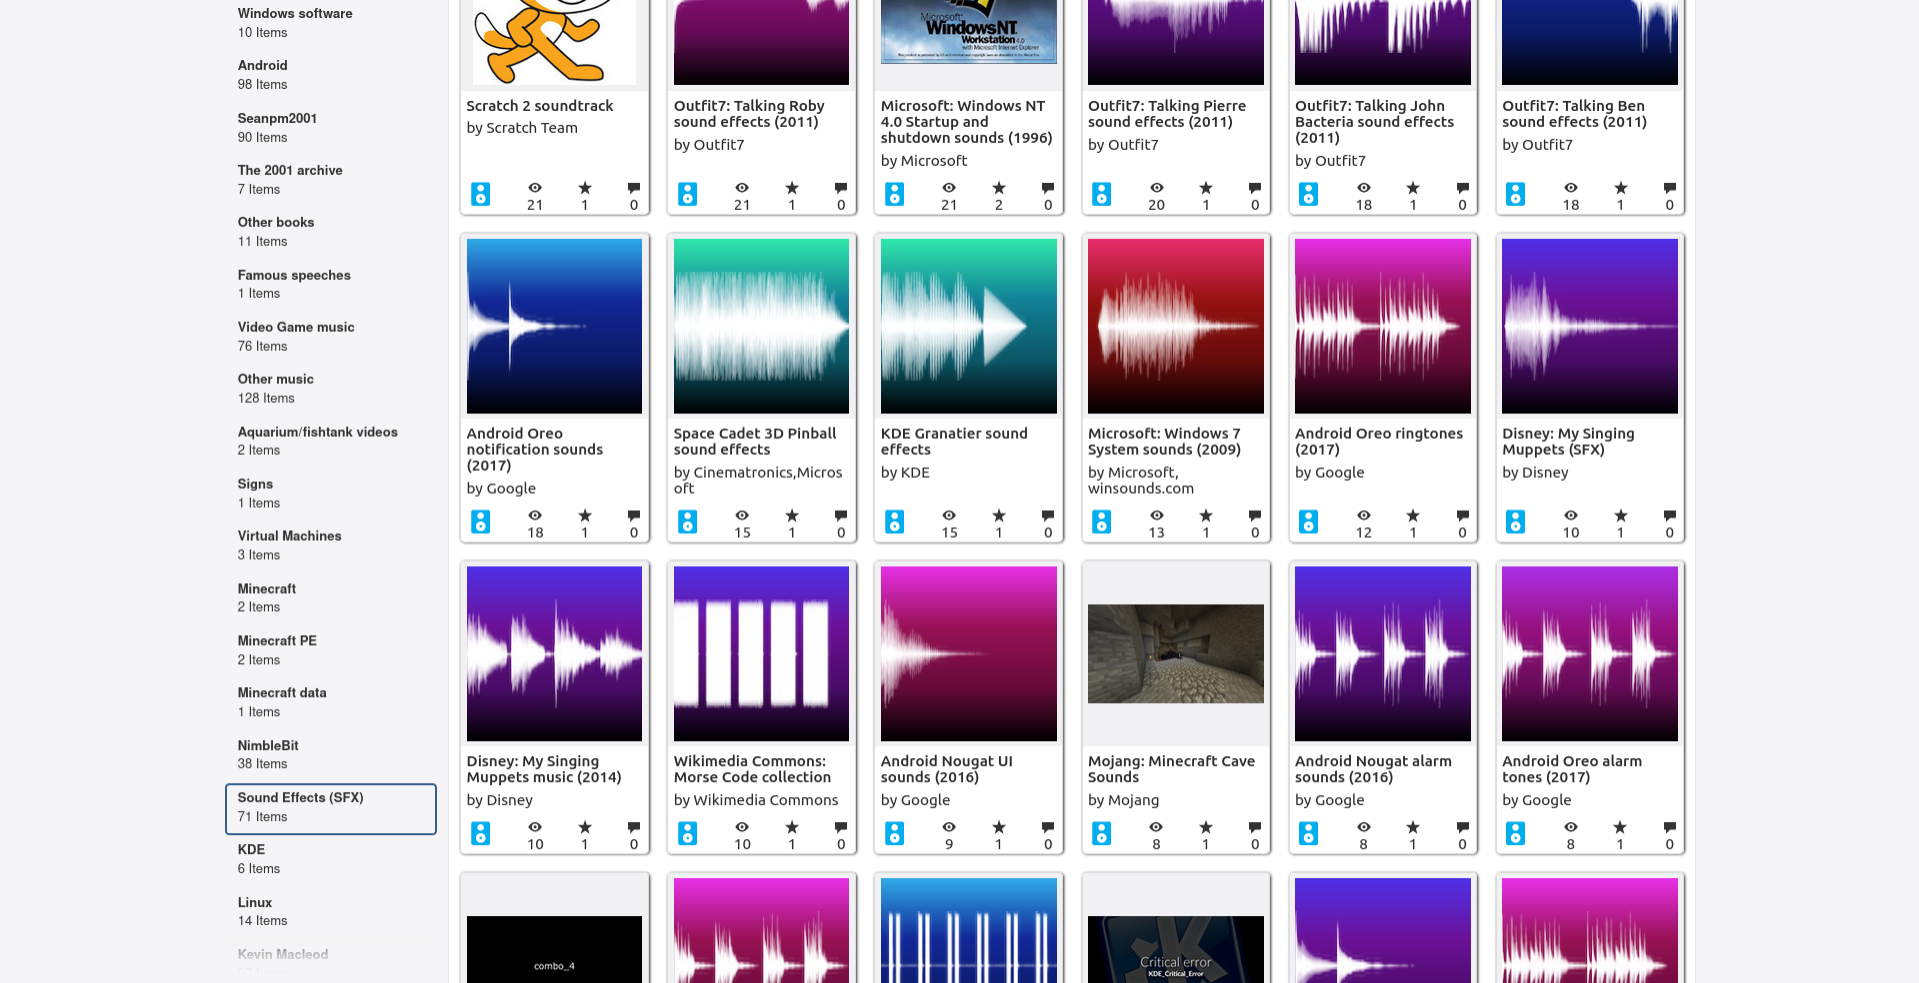 Windows software
10 Items
Android
98 Items
Seanpm2001
90 Items
The 2001 archive
7 Items
Other books
11 Items
Famous speeches
1 Items
Video Game music
76 Items
Other music
128 Items
Aquarium/fishtank videos
2 Items
Signs
1 Items
Virtual Machines
3 Items
Minecraft
2 Items
Minecraft PE
2 Items
Minecraft data
1 Items
NimbleBit
38 Items
Sound Effects (SFX)
71 Items
KDE
6 Items
Linux
14 Items
Kevin Macleod
Scratch 2 soundtrack
by Scratch Team
21 1 0
Outfit7: Talking Roby
sound effects (2011)
by Outfit7
21 1 0
Microsoft
Windows NT
Workstation 4.0
with Microsoft Internet Explorer
Microsoft: Windows NT
4.0 Startup and
shutdown sounds (1996)
by Microsoft
21 2 0
Outfit7: Talking Pierre
sound effects (2011)
by Outfit7
20 1 0
Outfit7: Talking John
Bacteria sound effects
(2011)
by Outfit7
18 1 0
Outfit7: Talking Ben
sound effects (2011)
by Outfit7
18 1 0
Android Oreo
notification sounds
(2017)
by Google
18 1 0
Space Cadet 3D Pinball
sound effects
by Cinematronics,Micros
oft
15 1 0
KDE Granatier sound
effects
by KDE
15 1 0
Microsoft: Windows 7
System sounds (2009)
by Microsoft,
winsounds.com
13 1 0
Android Oreo ringtones
(2017)
by Google
12 1 0
Disney: My Singing
Muppets (SFX)
by Disney
10 1 0
Disney: My Singing
Muppets music (2014)
by Disney
10 1 0
Wikimedia Commons:
Morse Code collection
by Wikimedia Commons
10 1 0
Android Nougat UI
sounds (2016)
by Google
9 1 0
Mojang: Minecraft Cave
Sounds
by Mojang
8 1 0
Android Nougat alarm
sounds (2016)
by Google
8 1 0
Android Oreo alarm
tones (2017)
by Google
8 1 0
combo_4
Critical error
KDE_Critical_Error